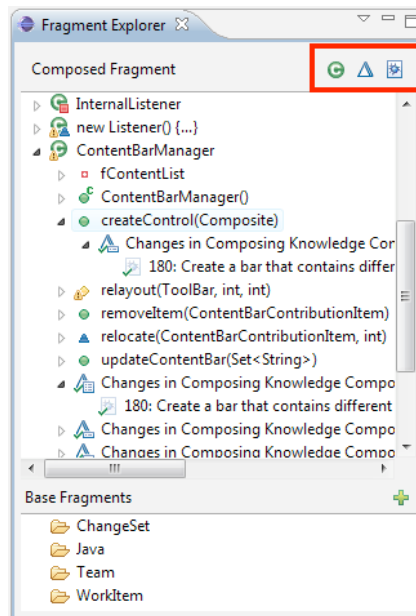 Fragment Explorer
Composed Fragment
InternalListener
new Listener() {...}
ContentBarManager
fContentList
ContentBarManager()
createControl(Composite)
Changes in Composing Knowledge Cor
180: Create a bar that contains differ
relayout(ToolBar, int, int)
removeItem(ContentBarContributionItem)
relocate(ContentBarContributionItem, int)
updateContentBar(Set<String>)
Changes in Composing Knowledge Compo
180: Create a bar that contains different
Changes in Composing Knowledge Compo
Changes in Composing Knowledge Compo
Base Fragments
ChangeSet
Java
Team
WorkItem